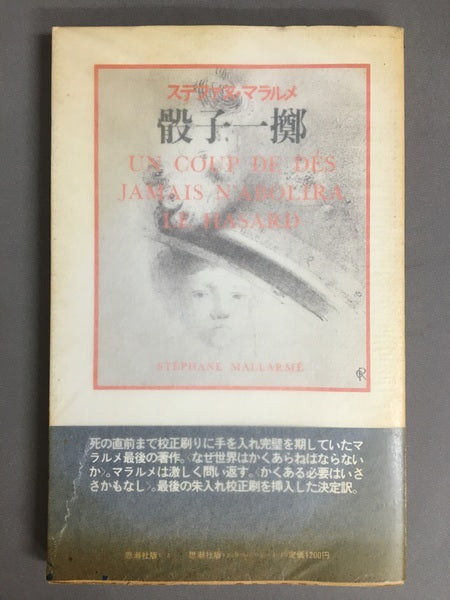 ステファヌ・マラルメ
骰子一擲
UN COUP DE DÉS
JAMAIS N'ABOLIRA
LE HASARD
STÉPHANE MALLARMÉ
死の直前まで校正刷りに手を入れ完璧を期していたマ
ラルメ最後の著作。〈なぜ世界はかくあらねばならない
か〉。マラルメは激しく問い返す。〈かくある必要はいさ
さかもなし〉。最後の朱入れ校正刷を挿入した決定訳。
思潮社版 思潮社版 定価1200円